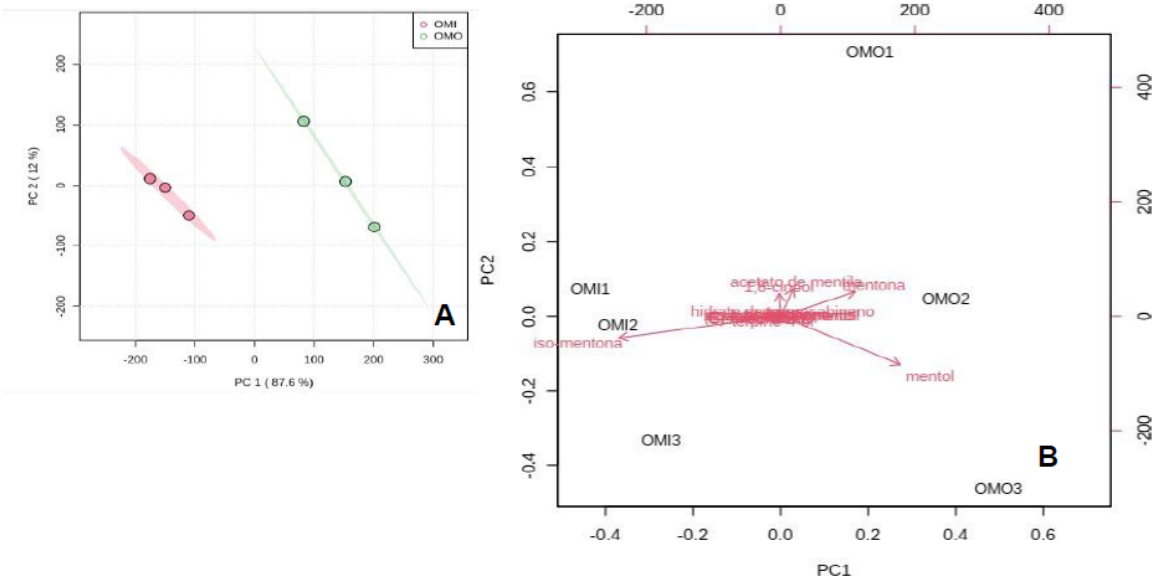 OMI
OMO
200
100
0
-100
-200
PC 2 ( 12 %)
-200
-100
0
100
200
300
PC 1 ( 87.6 %)
A
-200
0
200
400
OMO1
0.6
0.4
0.2
0.0
-0.2
-0.4
PC2
400
200
0
-200
acetato de mentila
1,8-cineol
mentona
OMI1
OMO2
OMI2
iso-mentona
mentol
OMI3
B
OMO3
-0.4
-0.2
0.0
0.2
0.4
0.6
PC1